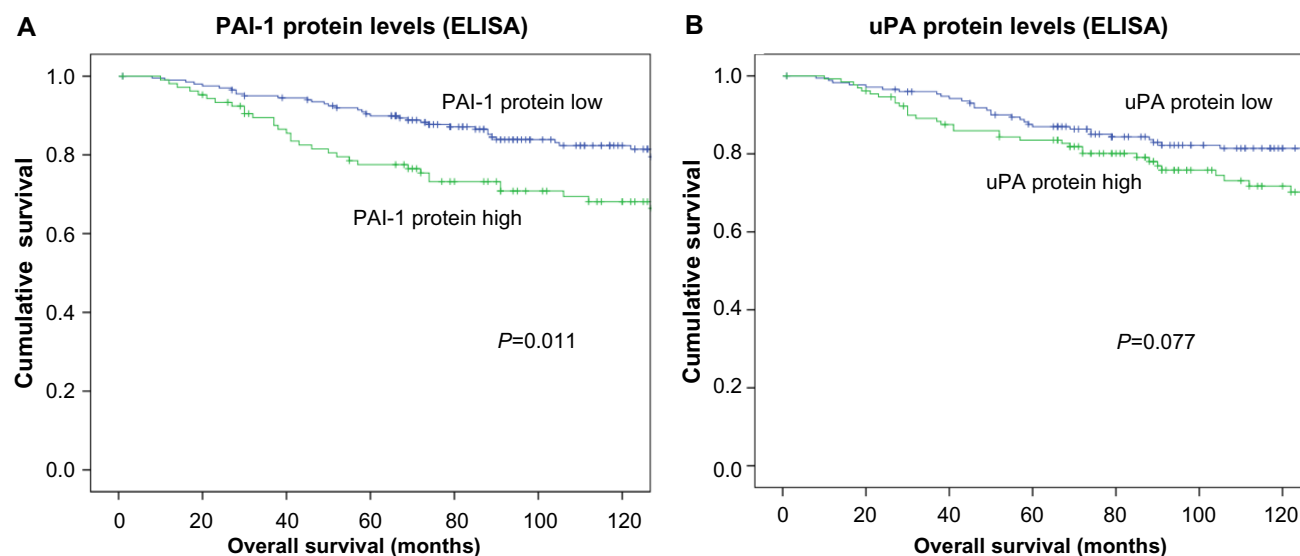 A
PAI-1 protein levels (ELISA)
1.0
0.8
0.6
0.4
0.2
0.0
Cumulative survival
PAI-1 protein low
PAI-1 protein high
P=0.011
0 20 40 60 80 100 120
Overall survival (months)
B
uPA protein levels (ELISA)
1.0
0.8
0.6
0.4
0.2
0.0
Cumulative survival
uPA protein low
uPA protein high
P=0.077
0 20 40 60 80 100 120
Overall survival (months)